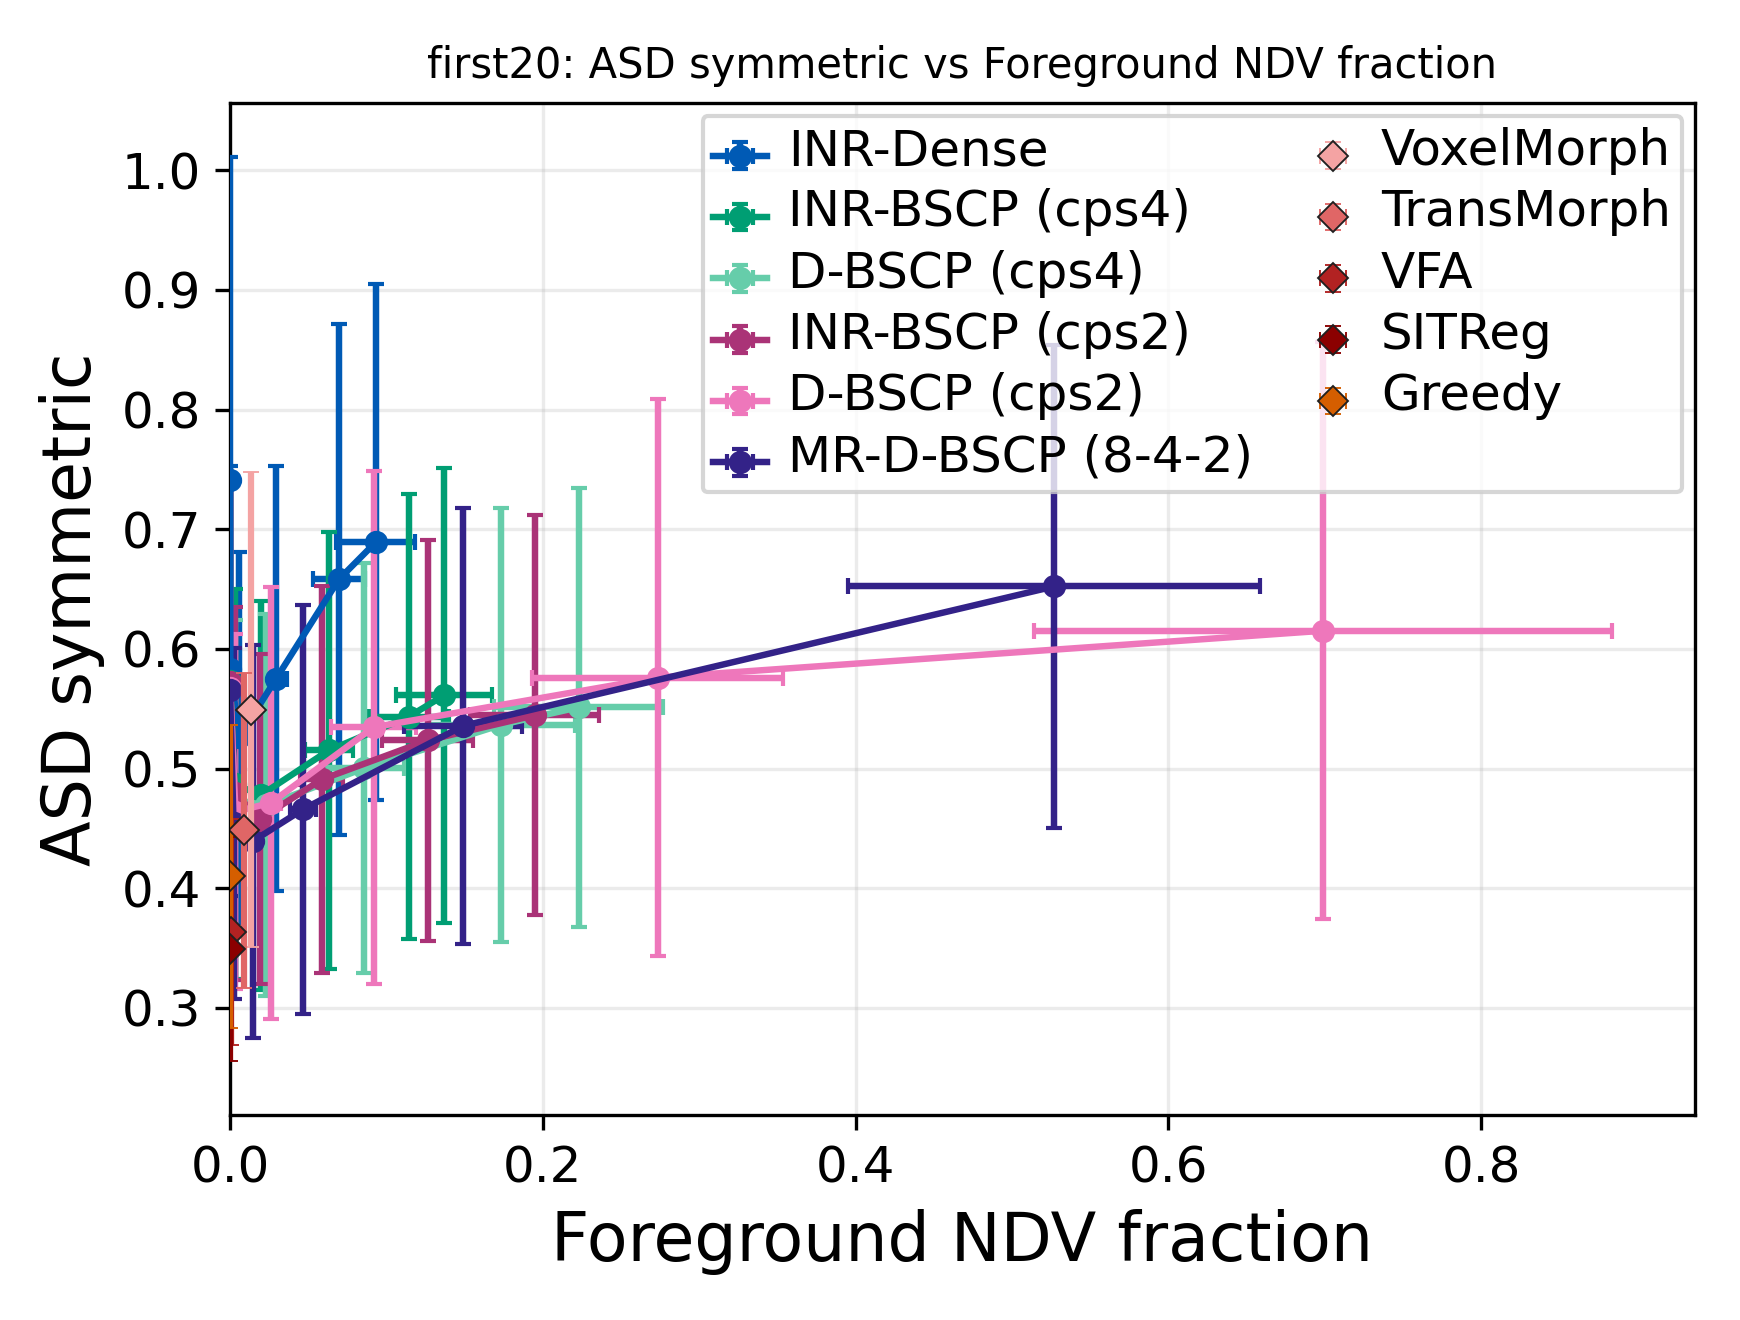 first20: ASD symmetric vs Foreground NDV fraction
ASD symmetric
1.0
0.9
0.8
0.7
0.6
0.5
0.4
0.3
INR-Dense
INR-BSCP (cps4)
D-BSCP (cps4)
INR-BSCP (cps2)
D-BSCP (cps2)
MR-D-BSCP (8-4-2)
VoxelMorph
TransMorph
VFA
SITReg
Greedy
0.0 0.2 0.4 0.6 0.8
Foreground NDV fraction